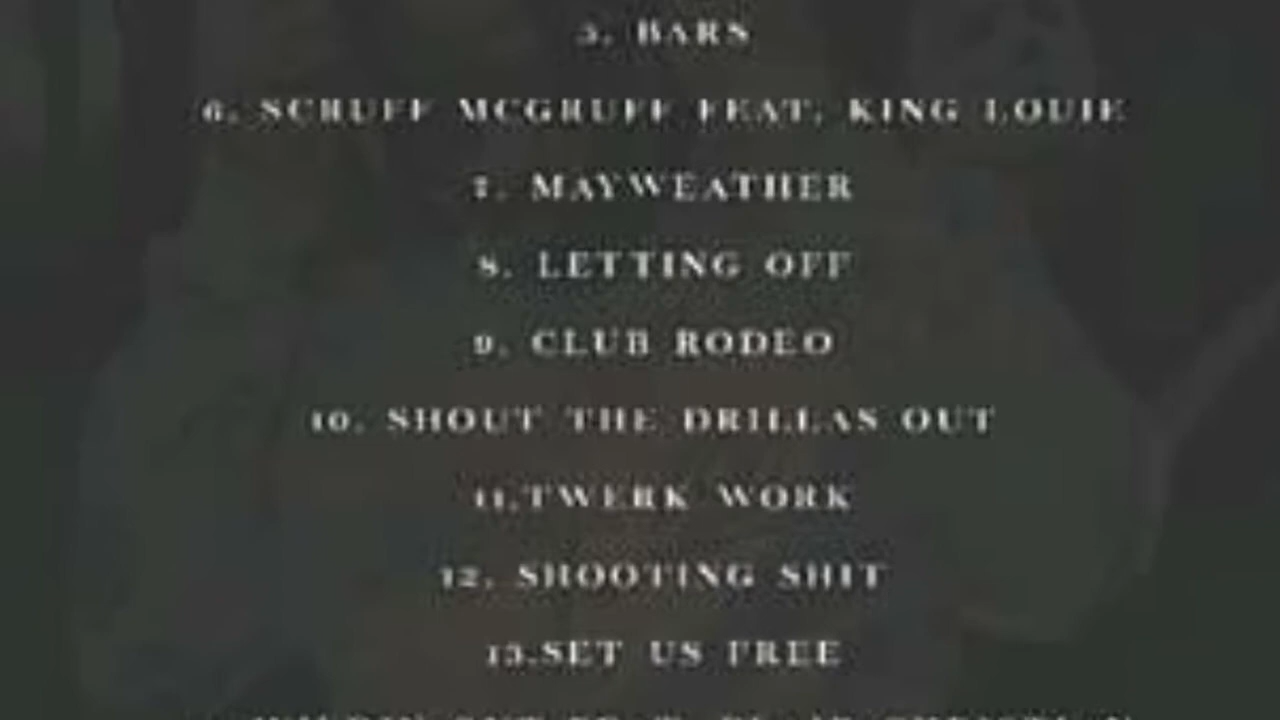 5. BARS
6. SCRUFF MCGRUFF FEAT. KING LOUIE
7. MAYWEATHER
8. LETTING OFF
9. CLUB RODEO
10. SHOUT THE DRILLAS OUT
11.TWERK WORK
12. SHOOTING SHIT
13.SET US FREE